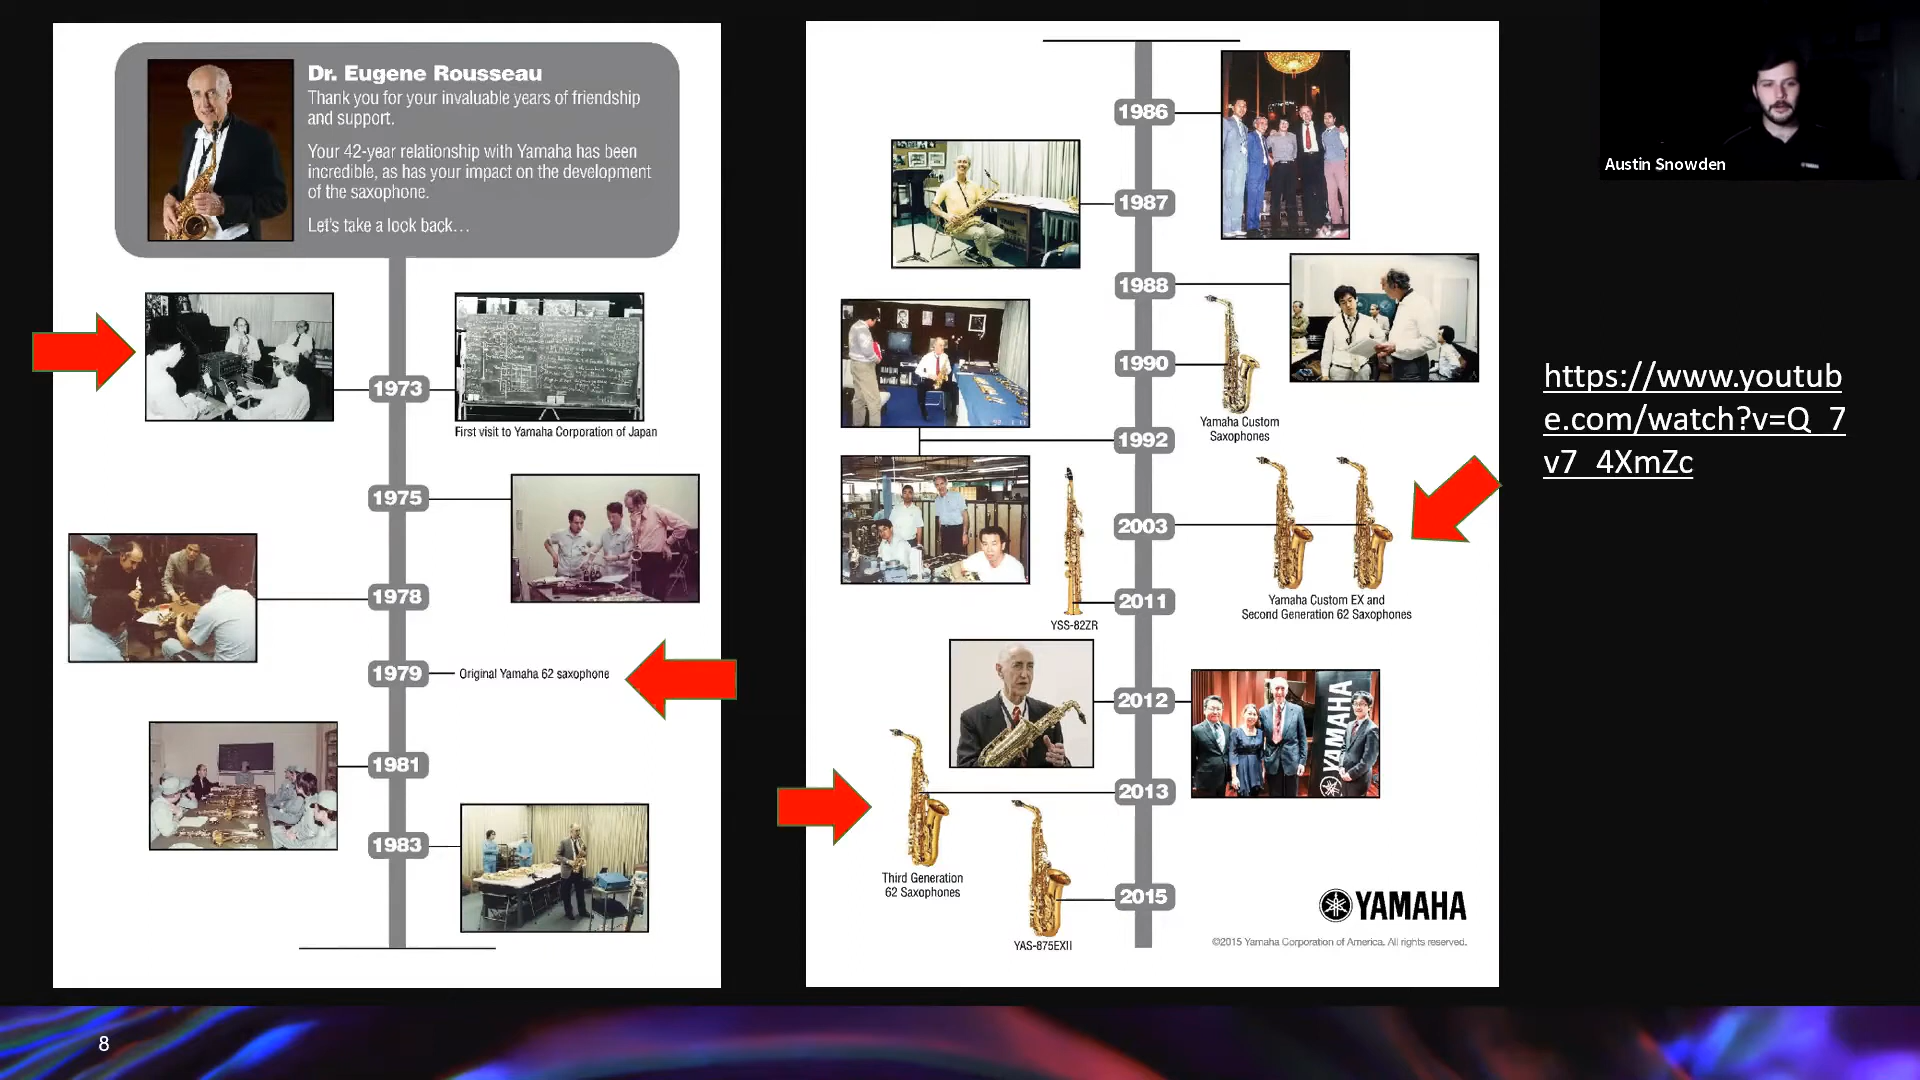 Dr. Eugene Rousseau
Thank you for your invaluable years of friendship
and support.
Your 42-year relationship with Yamaha has been
incredible, as has your impact on the development
of the saxophone.
Let's take a look back...
1973
First visit to Yamaha Corporation of Japan
1975
1978
1979
Original Yamaha 62 saxophone
1981
1983
1986
1987
1988
1990
Yamaha Custom
Saxophones
1992
2003
Yamaha Custom EX and
Second Generation 62 Saxophones
2011
YSS-82ZR
2012
YAMAHA
2013
Third Generation
62 Saxophones
2015
YAS-875EXII
YAMAHA
©2015 Yamaha Corporation of America. All rights reserved.
Austin Snowden
https://www.youtub
e.com/watch?v=Q_7
v7_4XmZc
8